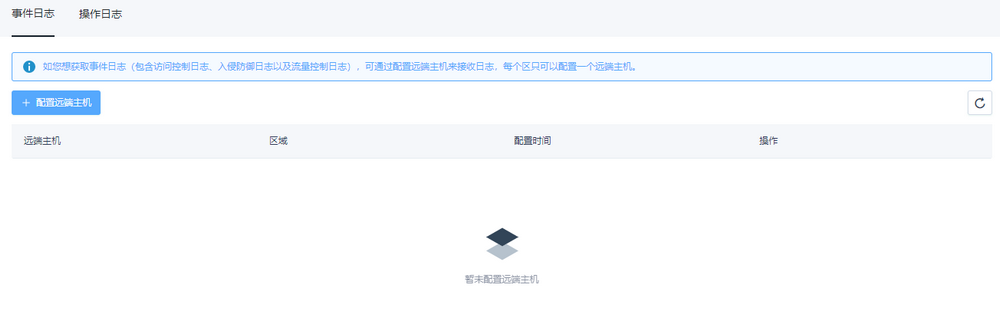 事件日志 操作日志
如您想获取事件日志（包含访问控制日志、入侵防御日志以及流量控制日志），可通过配置远端主机来接收日志，每个区只可以配置一个远端主机。
+ 配置远端主机
远端主机 区域 配置时间 操作
暂未配置远端主机